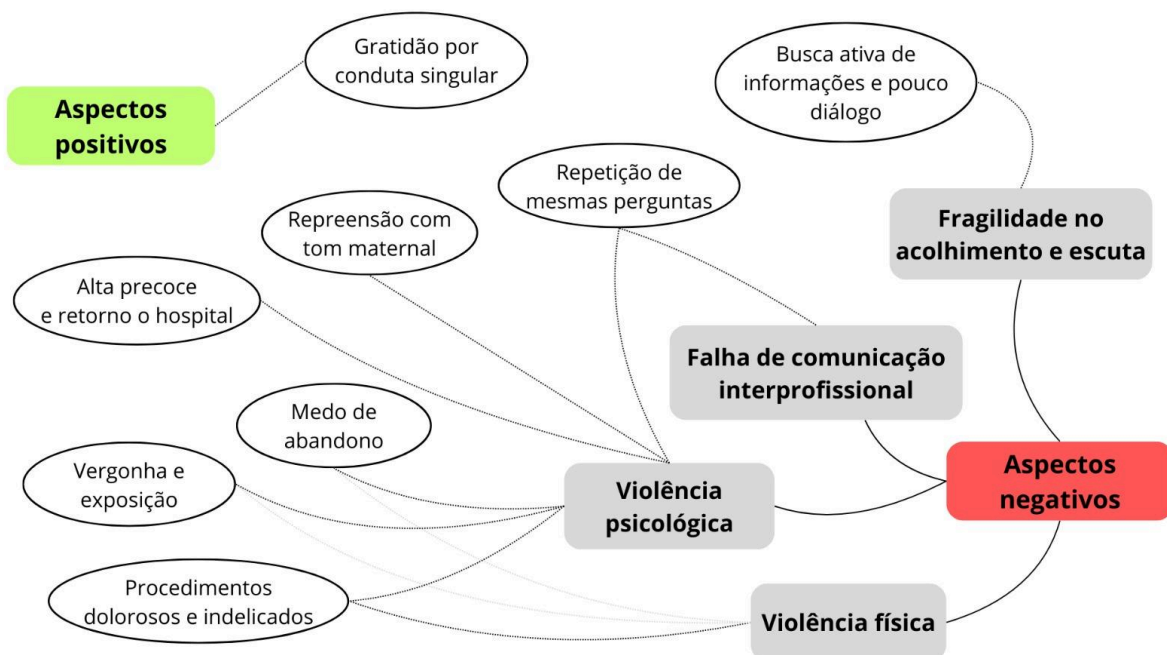 Gratidão por
conduta singular
Busca ativa de
informações e pouco
diálogo
Aspectos
positivos
Repetição de
mesmas perguntas
Repreensão com
tom maternal
Fragilidade no
acolhimento e escuta
Alta precoce
e retorno o hospital
Falha de comunicação
interprofissional
Medo de
abandono
Vergonha e
exposição
Violência
psicológica
Aspectos
negativos
Procedimentos
dolorosos e indelicados
Violência física